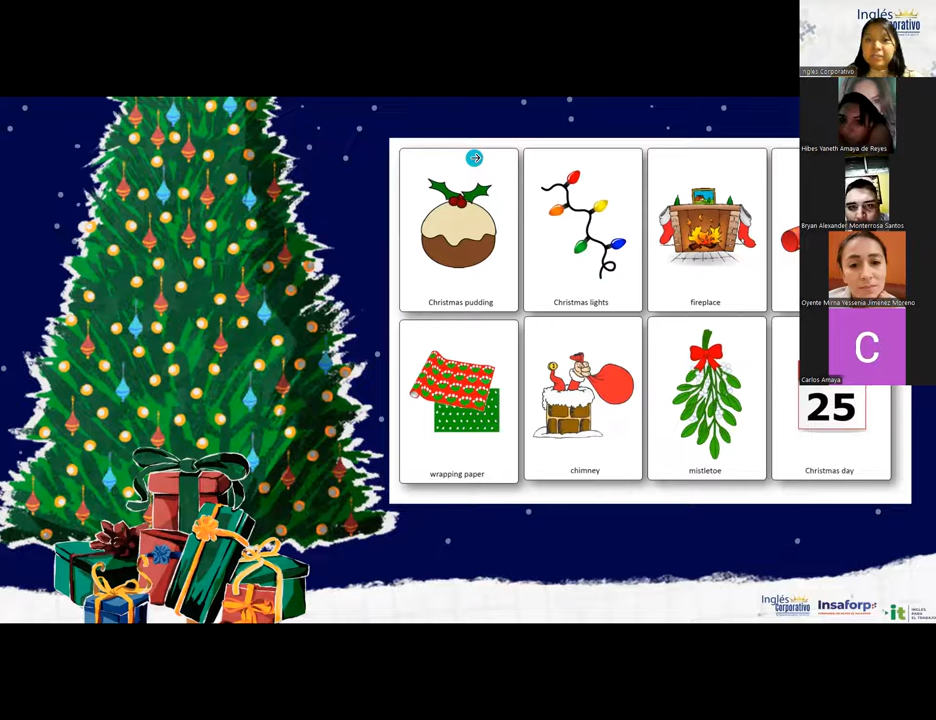 Inglés
Corporativo
Ingles Corporativo
Hibes Yaneth Amaya de Reyes
Bryan Alexander Monterrosa Santos
Oyente Mirna Yessenia Jimenez Moreno
C
Carlos Amaya
Christmas pudding
Christmas lights
fireplace
wrapping paper
chimney
mistletoe
25
Christmas day
Inglés
Corporativo
Insaforp
it
INGLÉS
PARA
EL TRABAJO